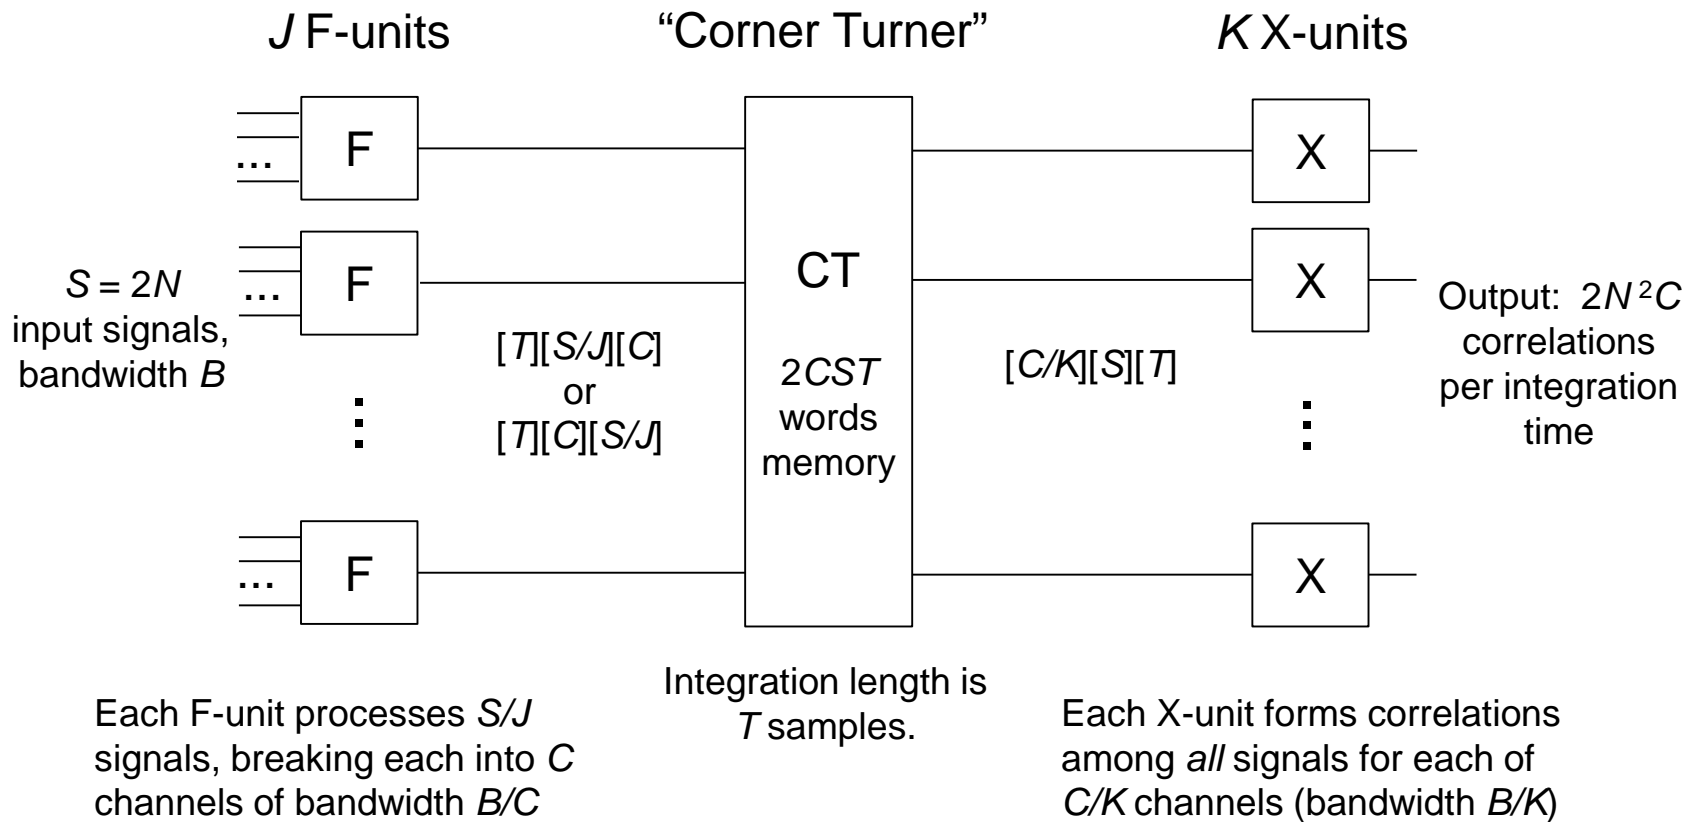 J F-units
“Corner Turner”
K X-units
F
X
...
F
X
...
CT
S = 2N
input signals,
bandwidth B
[T][S/J][C]
or
[T][C][S/J]
2CST
words
memory
[C/K][S][T]
Output: 2N²C
correlations
per integration
time
F
X
...
Integration length is
T samples.
Each F-unit processes S/J
signals, breaking each into C
channels of bandwidth B/C
Each X-unit forms correlations
among all signals for each of
C/K channels (bandwidth B/K)